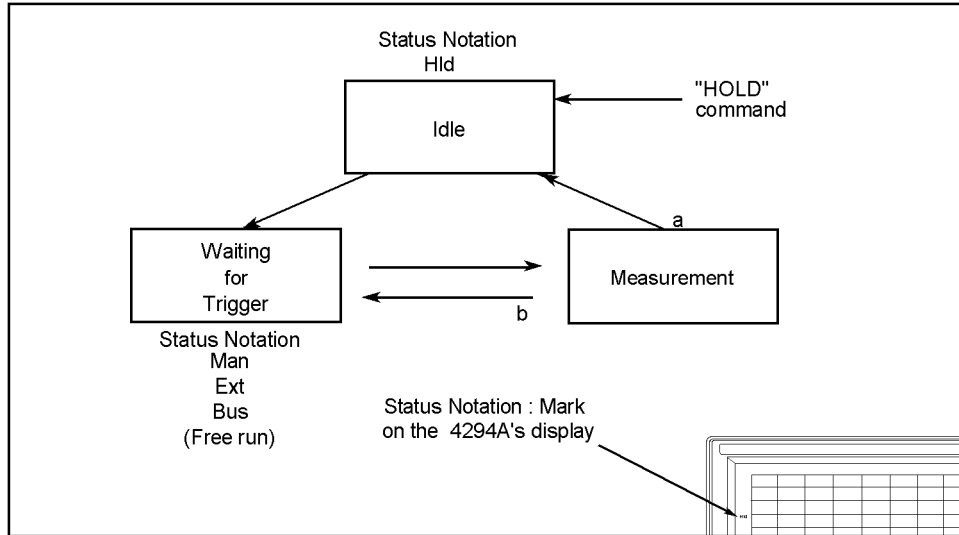 Status Notation
Hld
Idle
"HOLD"
command
a
Waiting
for
Trigger
Measurement
b
Status Notation
Man
Ext
Bus
(Free run)
Status Notation : Mark
on the 4294A's display
Hld